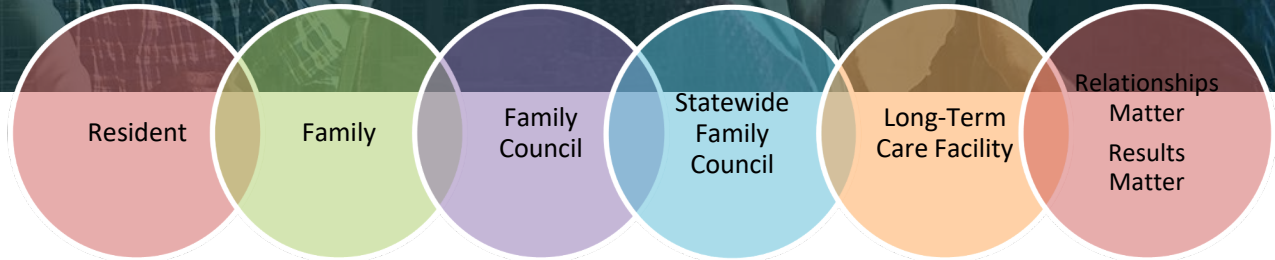 Resident
Family
Family
Council
Statewide
Family
Council
Long-Term
Care Facility
Relationships
Matter
Results
Matter